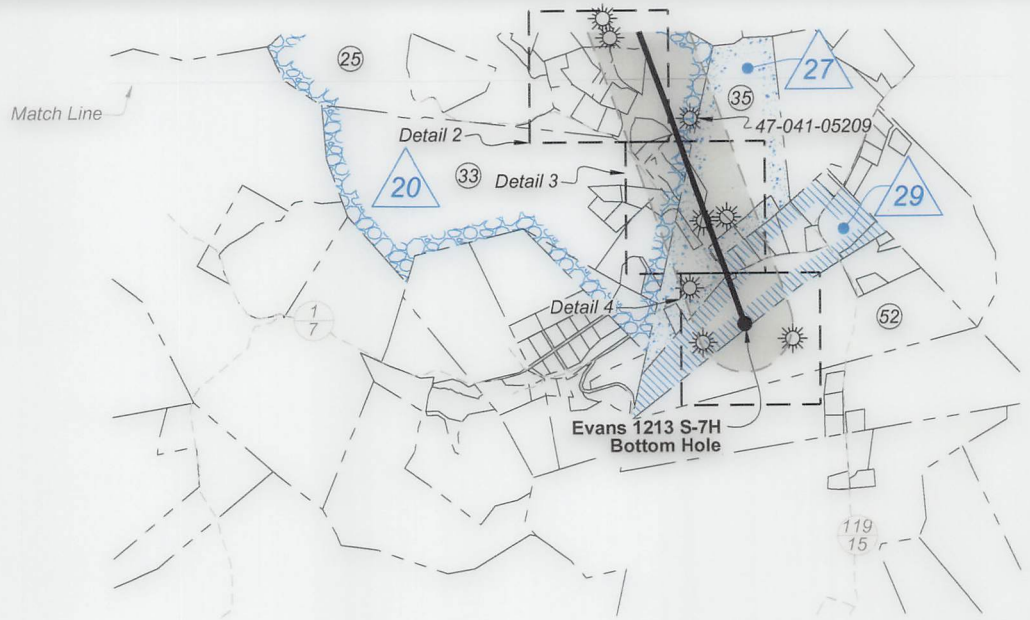 25
27
35
Match Line
47-041-05209
Detail 2
20
33
Detail 3
29
Detail 4
1
7
52
Evans 1213 S-7H
Bottom Hole
119
15